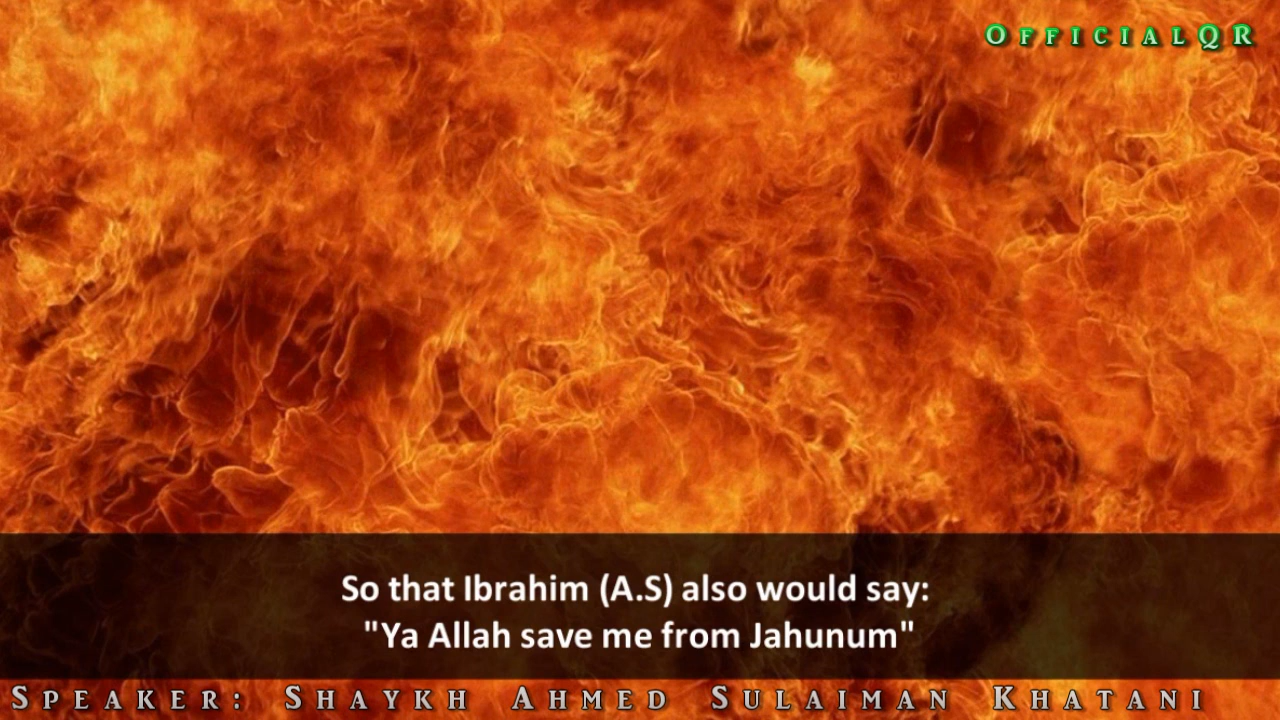 OfficialQR
So that Ibrahim (A.S) also would say:
"Ya Allah save me from Jahunum"
Speaker: Shaykh Ahmed Sulaiman Khatani